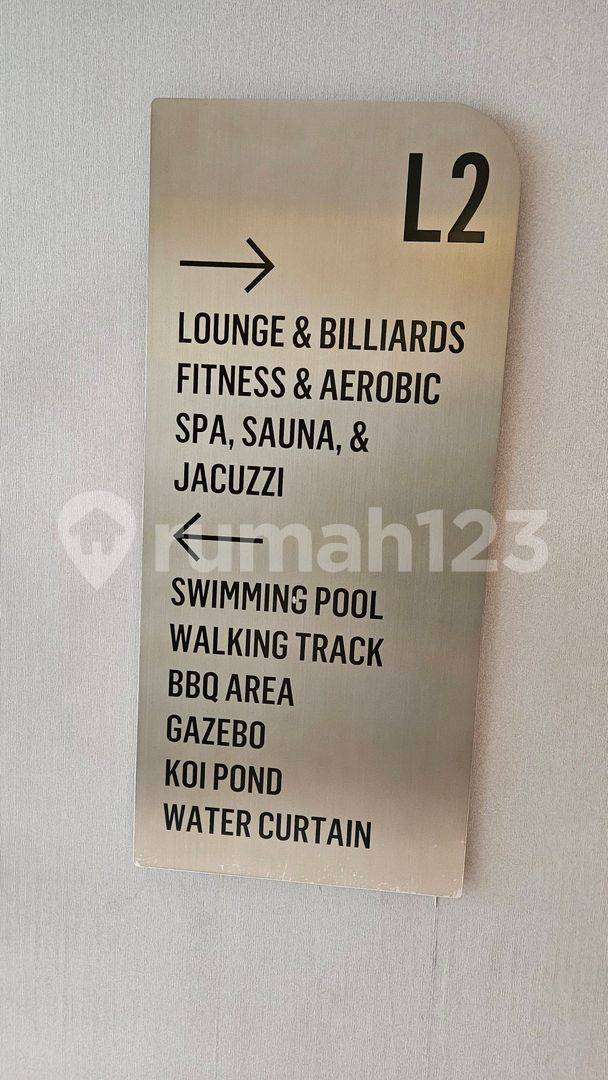 L2
LOUNGE & BILLIARDS
FITNESS & AEROBIC
SPA, SAUNA, &
JACUZZI
rumah123
SWIMMING POOL
WALKING TRACK
BBQ AREA
GAZEBO
KOI POND
WATER CURTAIN